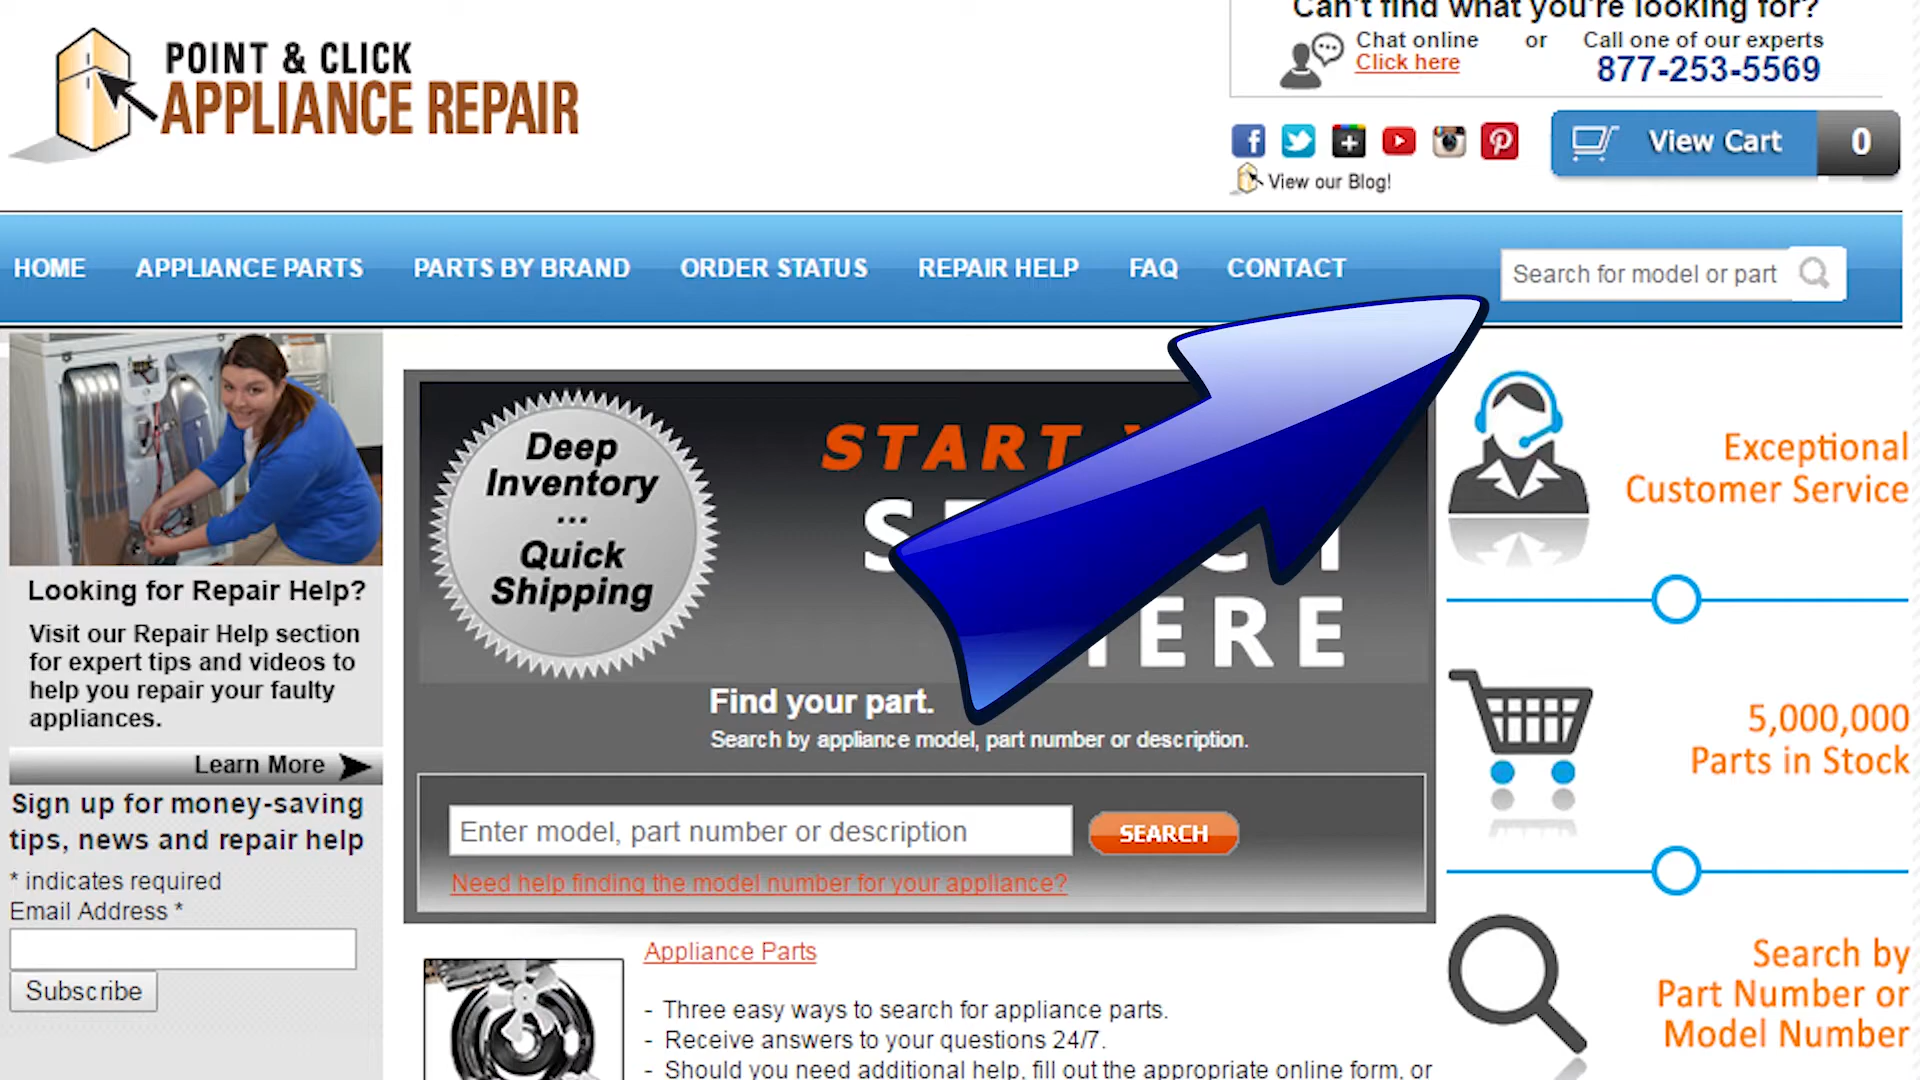 POINT & CLICK
APPLIANCE REPAIR
Can't find what you're looking for?
Chat online or Call one of our experts
Click here 877-253-5569
View Cart 0
View our Blog!
HOME APPLIANCE PARTS PARTS BY BRAND ORDER STATUS REPAIR HELP FAQ CONTACT
Search for model or part
Looking for Repair Help?
Visit our Repair Help section
for expert tips and videos to
help you repair your faulty
appliances.
Learn More
Sign up for money-saving
tips, news and repair help
* indicates required
Email Address *
Subscribe
Deep
Inventory
...
Quick
Shipping
START
Find your part.
Search by appliance model, part number or description.
Enter model, part number or description
SEARCH
Need help finding the model number for your appliance?
Appliance Parts
- Three easy ways to search for appliance parts.
- Receive answers to your questions 24/7.
- Should you need additional help, fill out the appropriate online form, or
Exceptional
Customer Service
5,000,000
Parts in Stock
Search by
Part Number or
Model Number